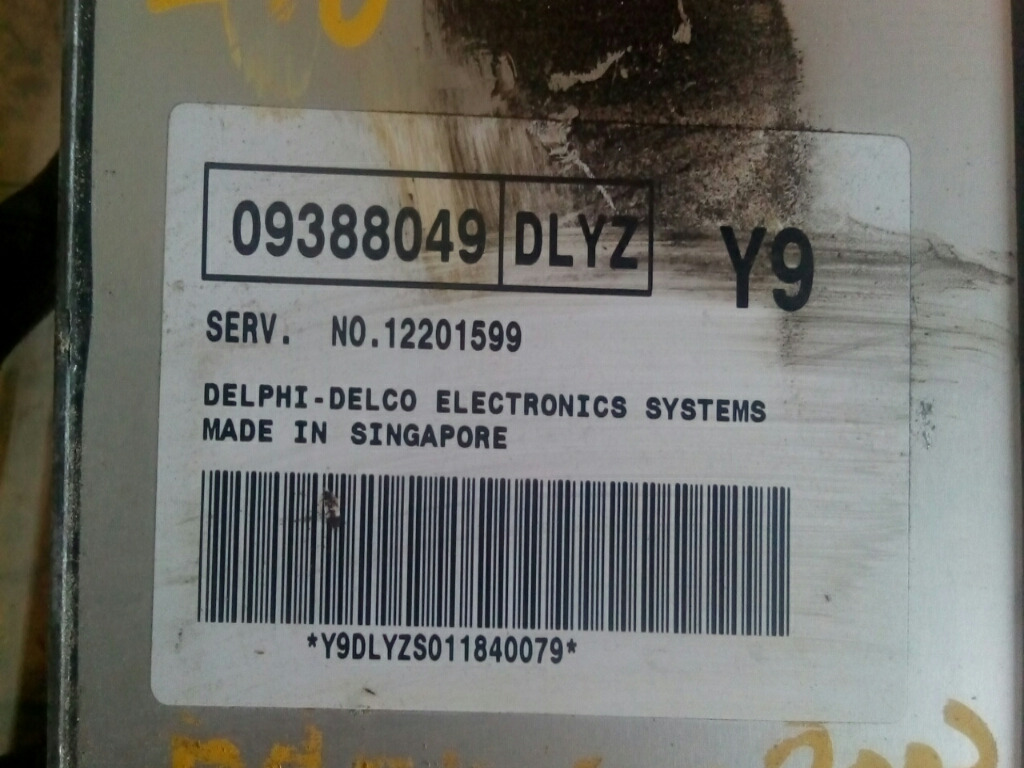 09388049 DLYZ Y9
SERV. NO.12201599
DELPHI-DELCO ELECTRONICS SYSTEMS
MADE IN SINGAPORE
*Y9DLYZS011840079*